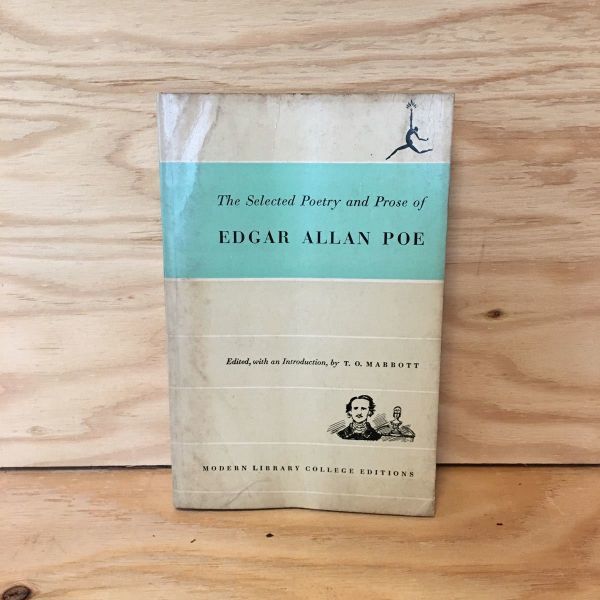 The Selected Poetry and Prose of
EDGAR ALLAN POE
Edited, with an Introduction, by T. O. MABBOTT
MODERN LIBRARY COLLEGE EDITIONS